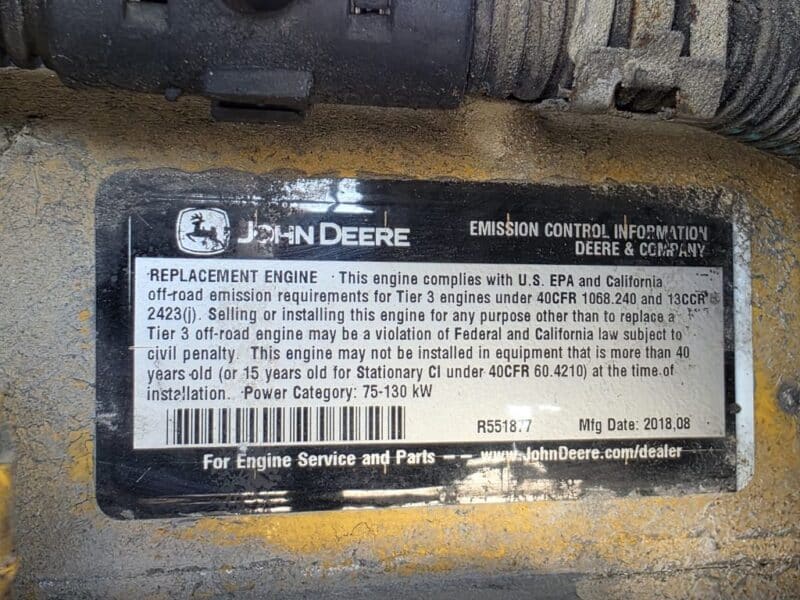 JOHN DEERE
EMISSION CONTROL INFORMATION
DEERE & COMPANY
REPLACEMENT ENGINE · This engine complies with U.S. EPA and California
off-road emission requirements for Tier 3 engines under 40CFR 1068.240 and 13CCR
2423(j). Selling or installing this engine for any purpose other than to replace a
Tier 3 off-road engine may be a violation of Federal and California law subject to
civil penalty. This engine may not be installed in equipment that is more than 40
years old (or 15 years old for Stationary CI under 40CFR 60.4210) at the time of
installation. Power Category: 75-130 kW
R551877 Mfg Date: 2018,08
For Engine Service and Parts -- www.JohnDeere.com/dealer